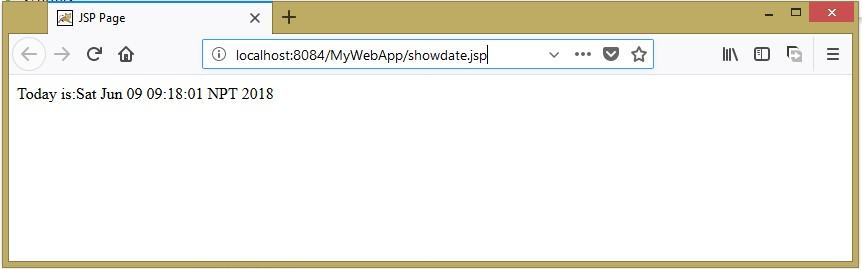 JSP Page
localhost:8084/MyWebApp/showdate.jsp
Today is:Sat Jun 09 09:18:01 NPT 2018